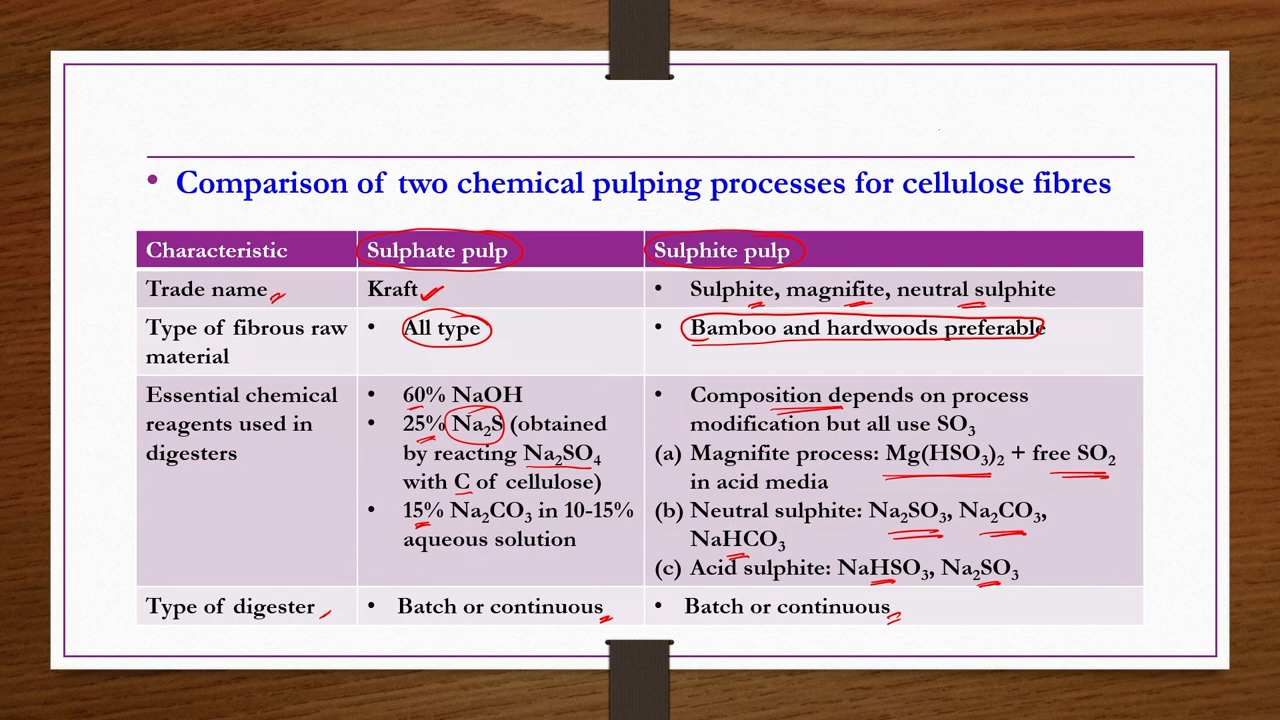 • Comparison of two chemical pulping processes for cellulose fibres
Characteristic
Sulphate pulp
Sulphite pulp
Trade name
Kraft
• Sulphite, magnifite, neutral sulphite
Type of fibrous raw
material
• All type
• Bamboo and hardwoods preferable
Essential chemical
reagents used in
digesters
• 60% NaOH
• 25% Na₂S (obtained
by reacting Na₂SO₄
with C of cellulose)
• 15% Na₂CO₃ in 10-15%
aqueous solution
• Composition depends on process
modification but all use SO₃
(a) Magnifite process: Mg(HSO₃)₂ + free SO₂
in acid media
(b) Neutral sulphite: Na₂SO₃, Na₂CO₃,
NaHCO₃
(c) Acid sulphite: NaHSO₃, Na₂SO₃
Type of digester
• Batch or continuous
• Batch or continuous